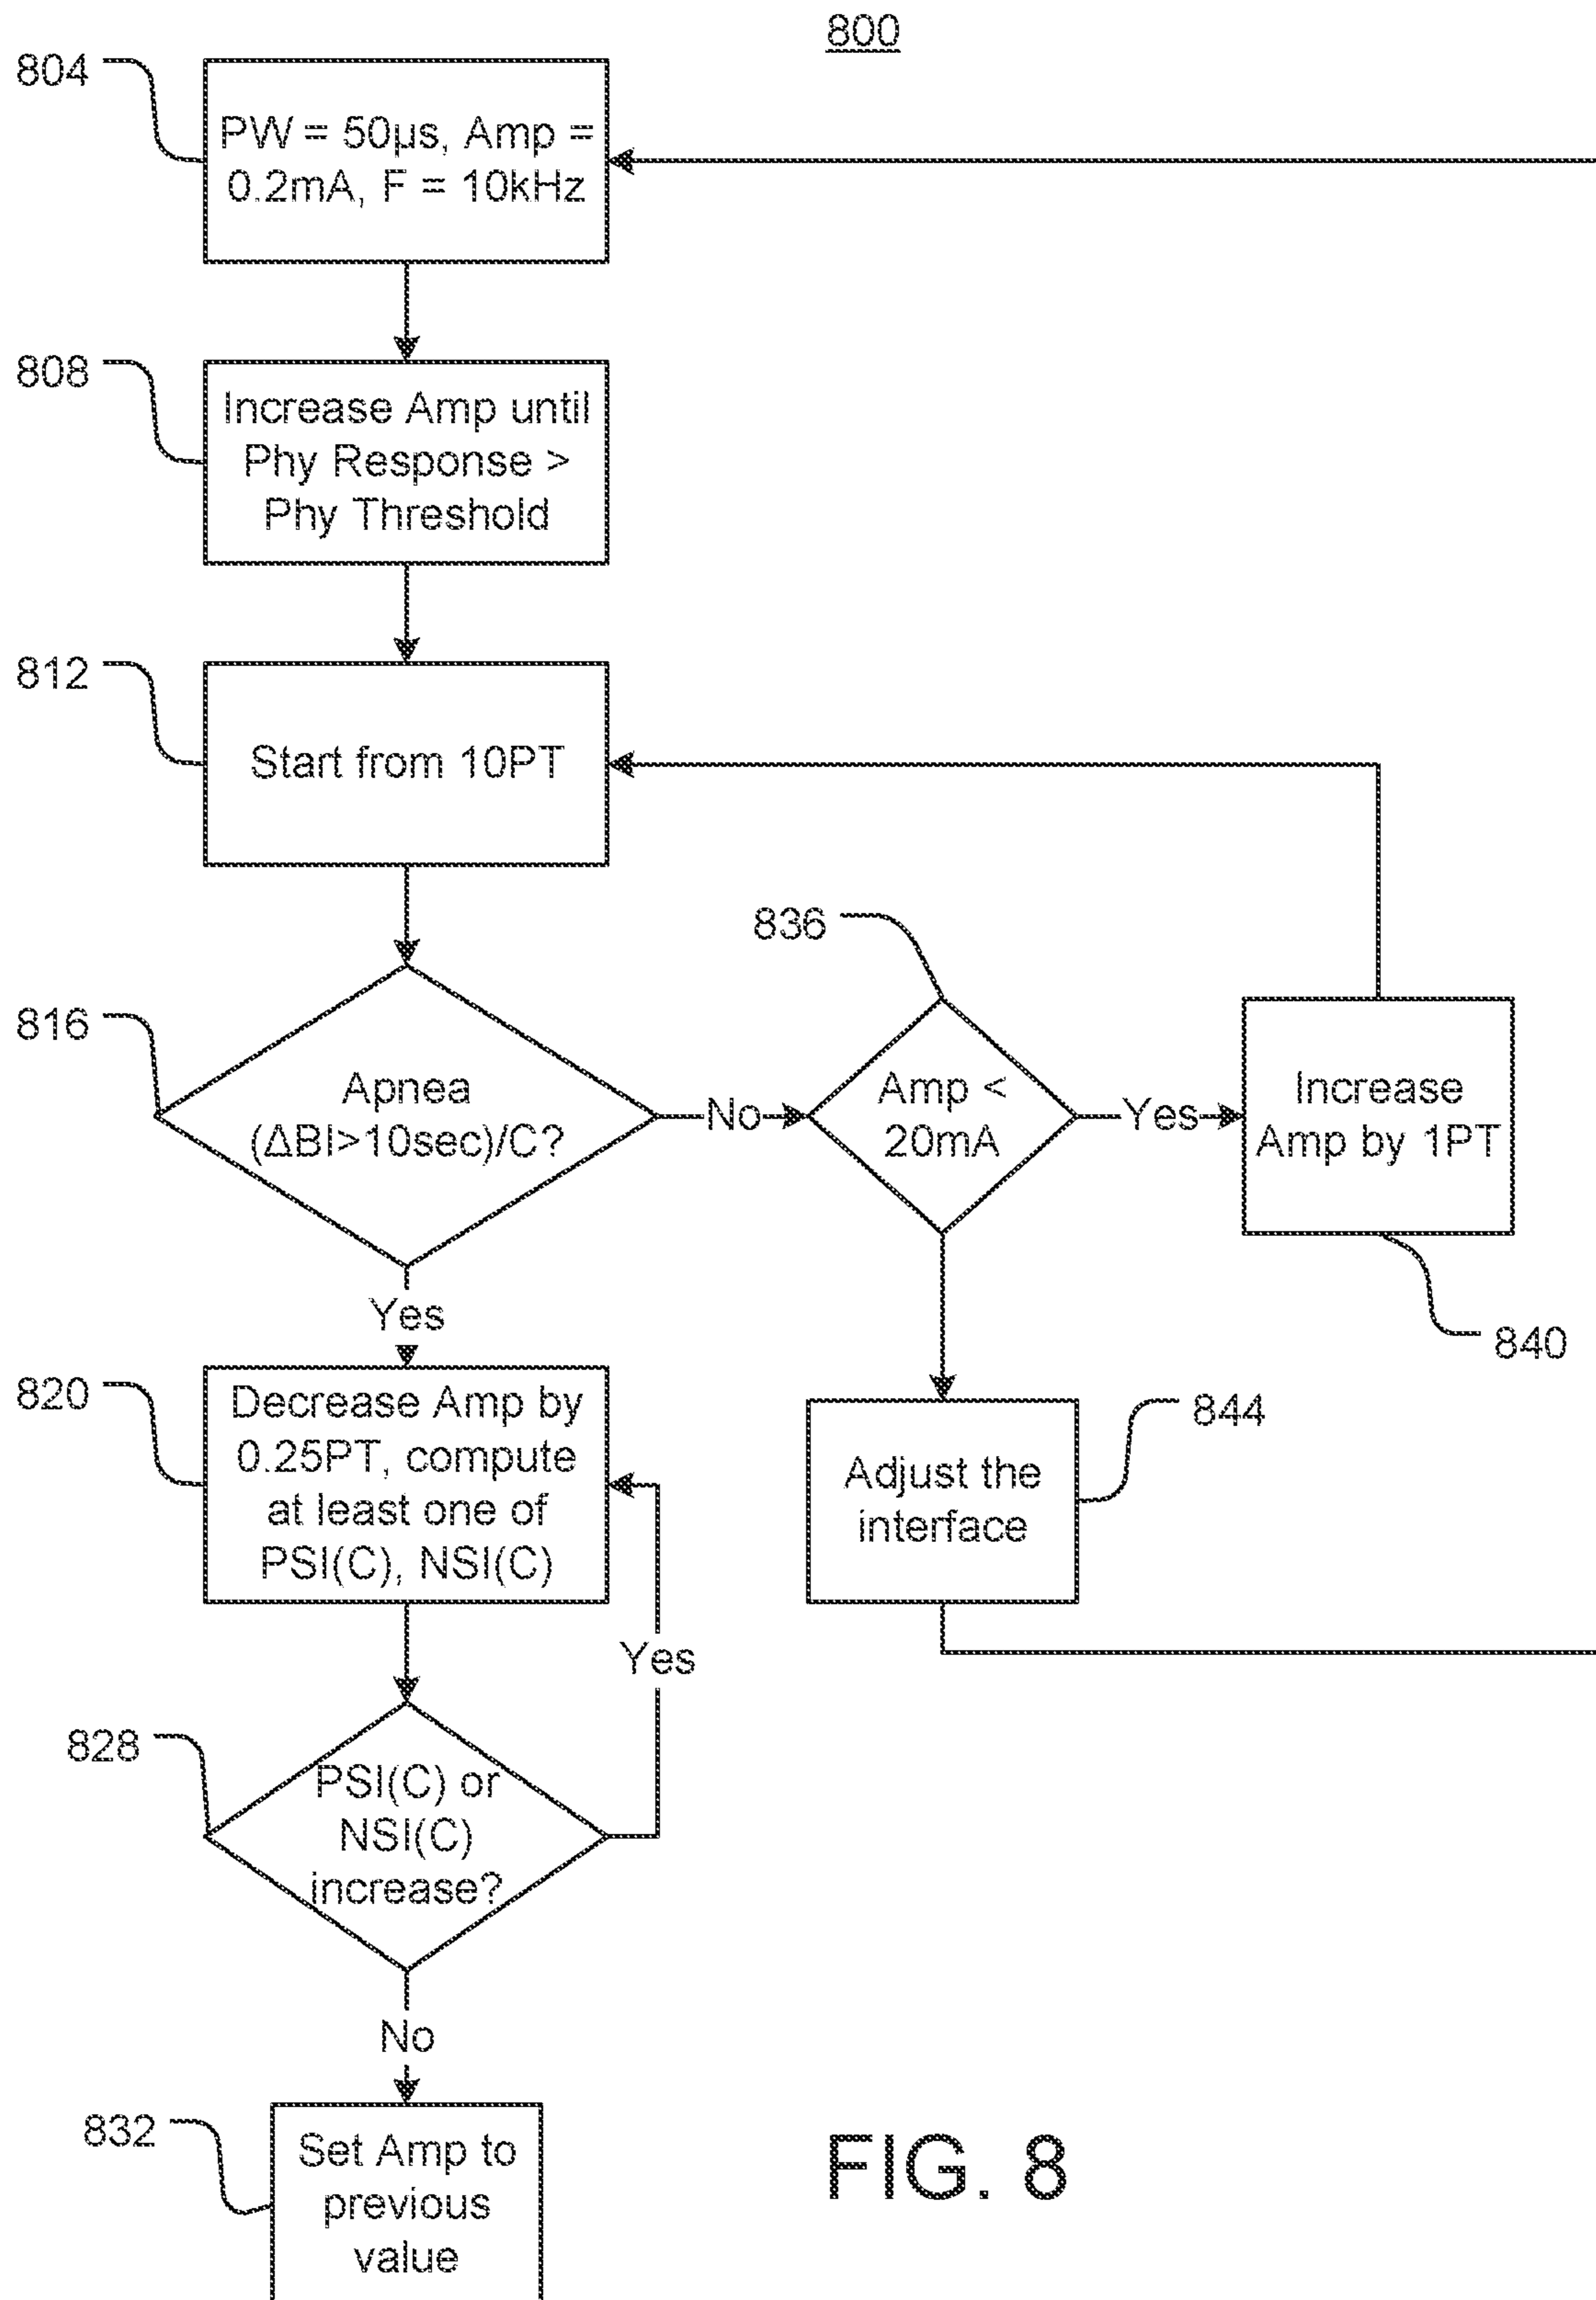 800
804
PW = 50µs, Amp =
0.2mA, F = 10kHz
808
Increase Amp until
Phy Response >
Phy Threshold
812
Start from 10PT
816
Apnea
(ΔBI>10sec)/C?
No
836
Amp <
20mA
Yes
Increase
Amp by 1PT
840
Yes
820
Decrease Amp by
0.25PT, compute
at least one of
PSI(C), NSI(C)
844
Adjust the
interface
Yes
828
PSI(C) or
NSI(C)
increase?
No
832
Set Amp to
previous
value
FIG. 8